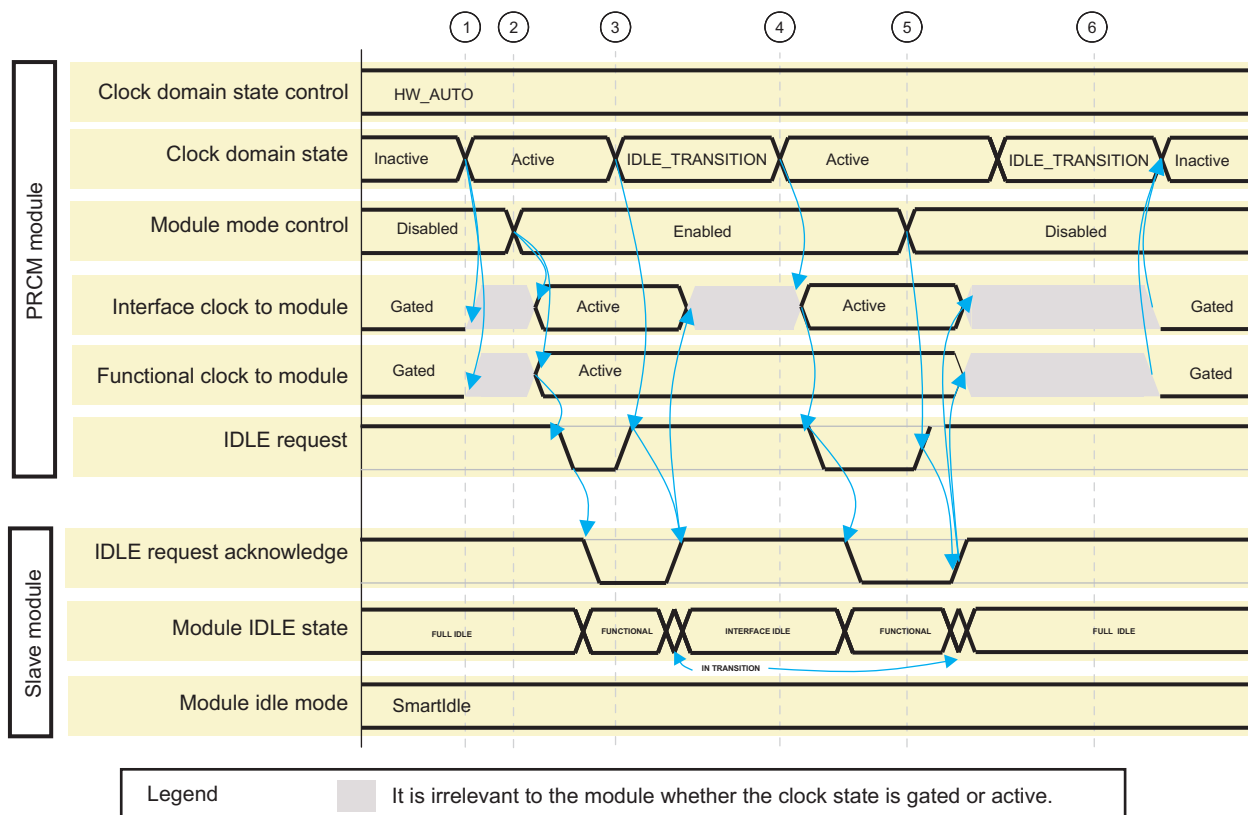 1 2 3 4 5 6
PRCM module
Clock domain state control
HW_AUTO
Clock domain state
Inactive Active IDLE_TRANSITION Active IDLE_TRANSITION Inactive
Module mode control
Disabled Enabled Disabled
Interface clock to module
Gated Active Active Gated
Functional clock to module
Gated Active Gated
IDLE request
Slave module
IDLE request acknowledge
Module IDLE state
FULL IDLE FUNCTIONAL INTERFACE IDLE FUNCTIONAL FULL IDLE
IN TRANSITION
Module idle mode
SmartIdle
Legend It is irrelevant to the module whether the clock state is gated or active.